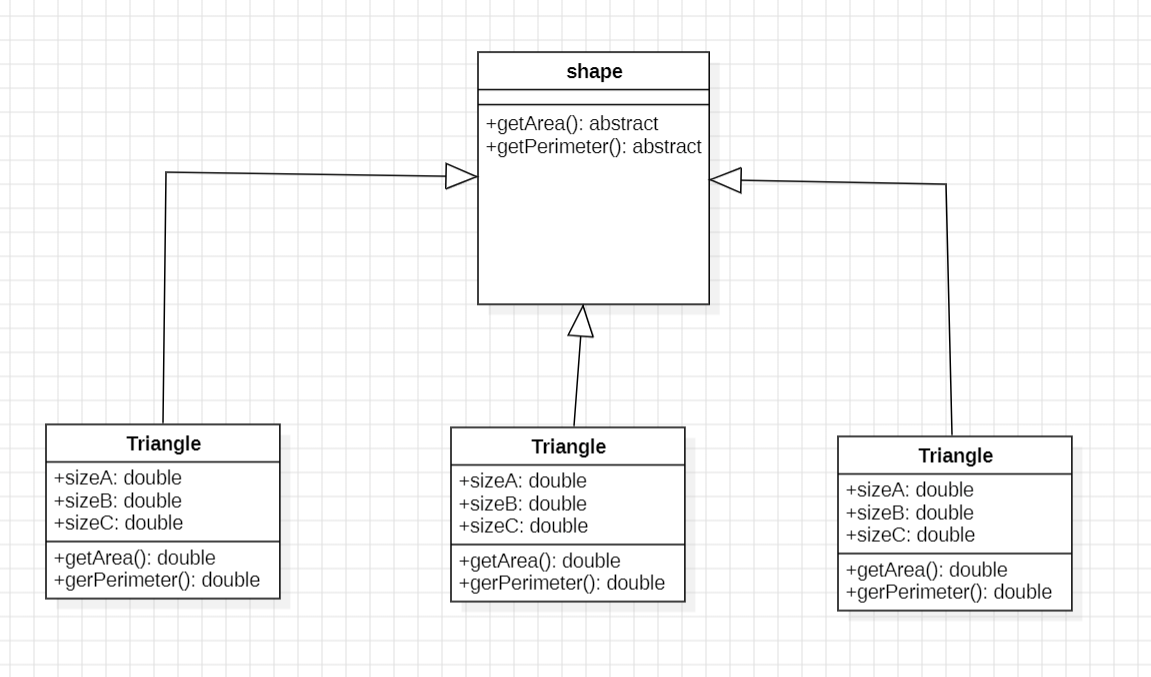 shape
+getArea(): abstract
+getPerimeter(): abstract
Triangle
+sizeA: double
+sizeB: double
+sizeC: double
+getArea(): double
+gerPerimeter(): double
Triangle
+sizeA: double
+sizeB: double
+sizeC: double
+getArea(): double
+gerPerimeter(): double
Triangle
+sizeA: double
+sizeB: double
+sizeC: double
+getArea(): double
+gerPerimeter(): double